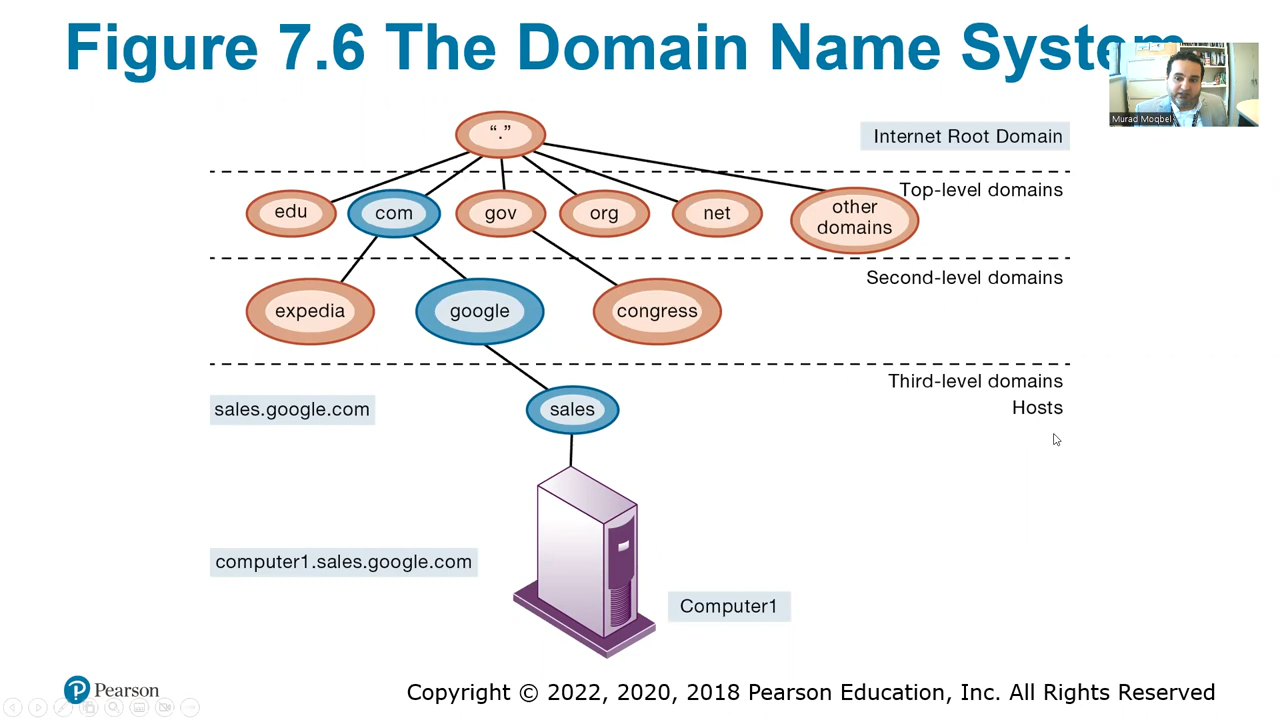 Figure 7.6 The Domain Name System
Murad Moqbel
"."
Internet Root Domain
Top-level domains
edu
com
gov
org
net
other
domains
Second-level domains
expedia
google
congress
Third-level domains
Hosts
sales.google.com
sales
computer1.sales.google.com
Computer1
Pearson
Copyright © 2022, 2020, 2018 Pearson Education, Inc. All Rights Reserved